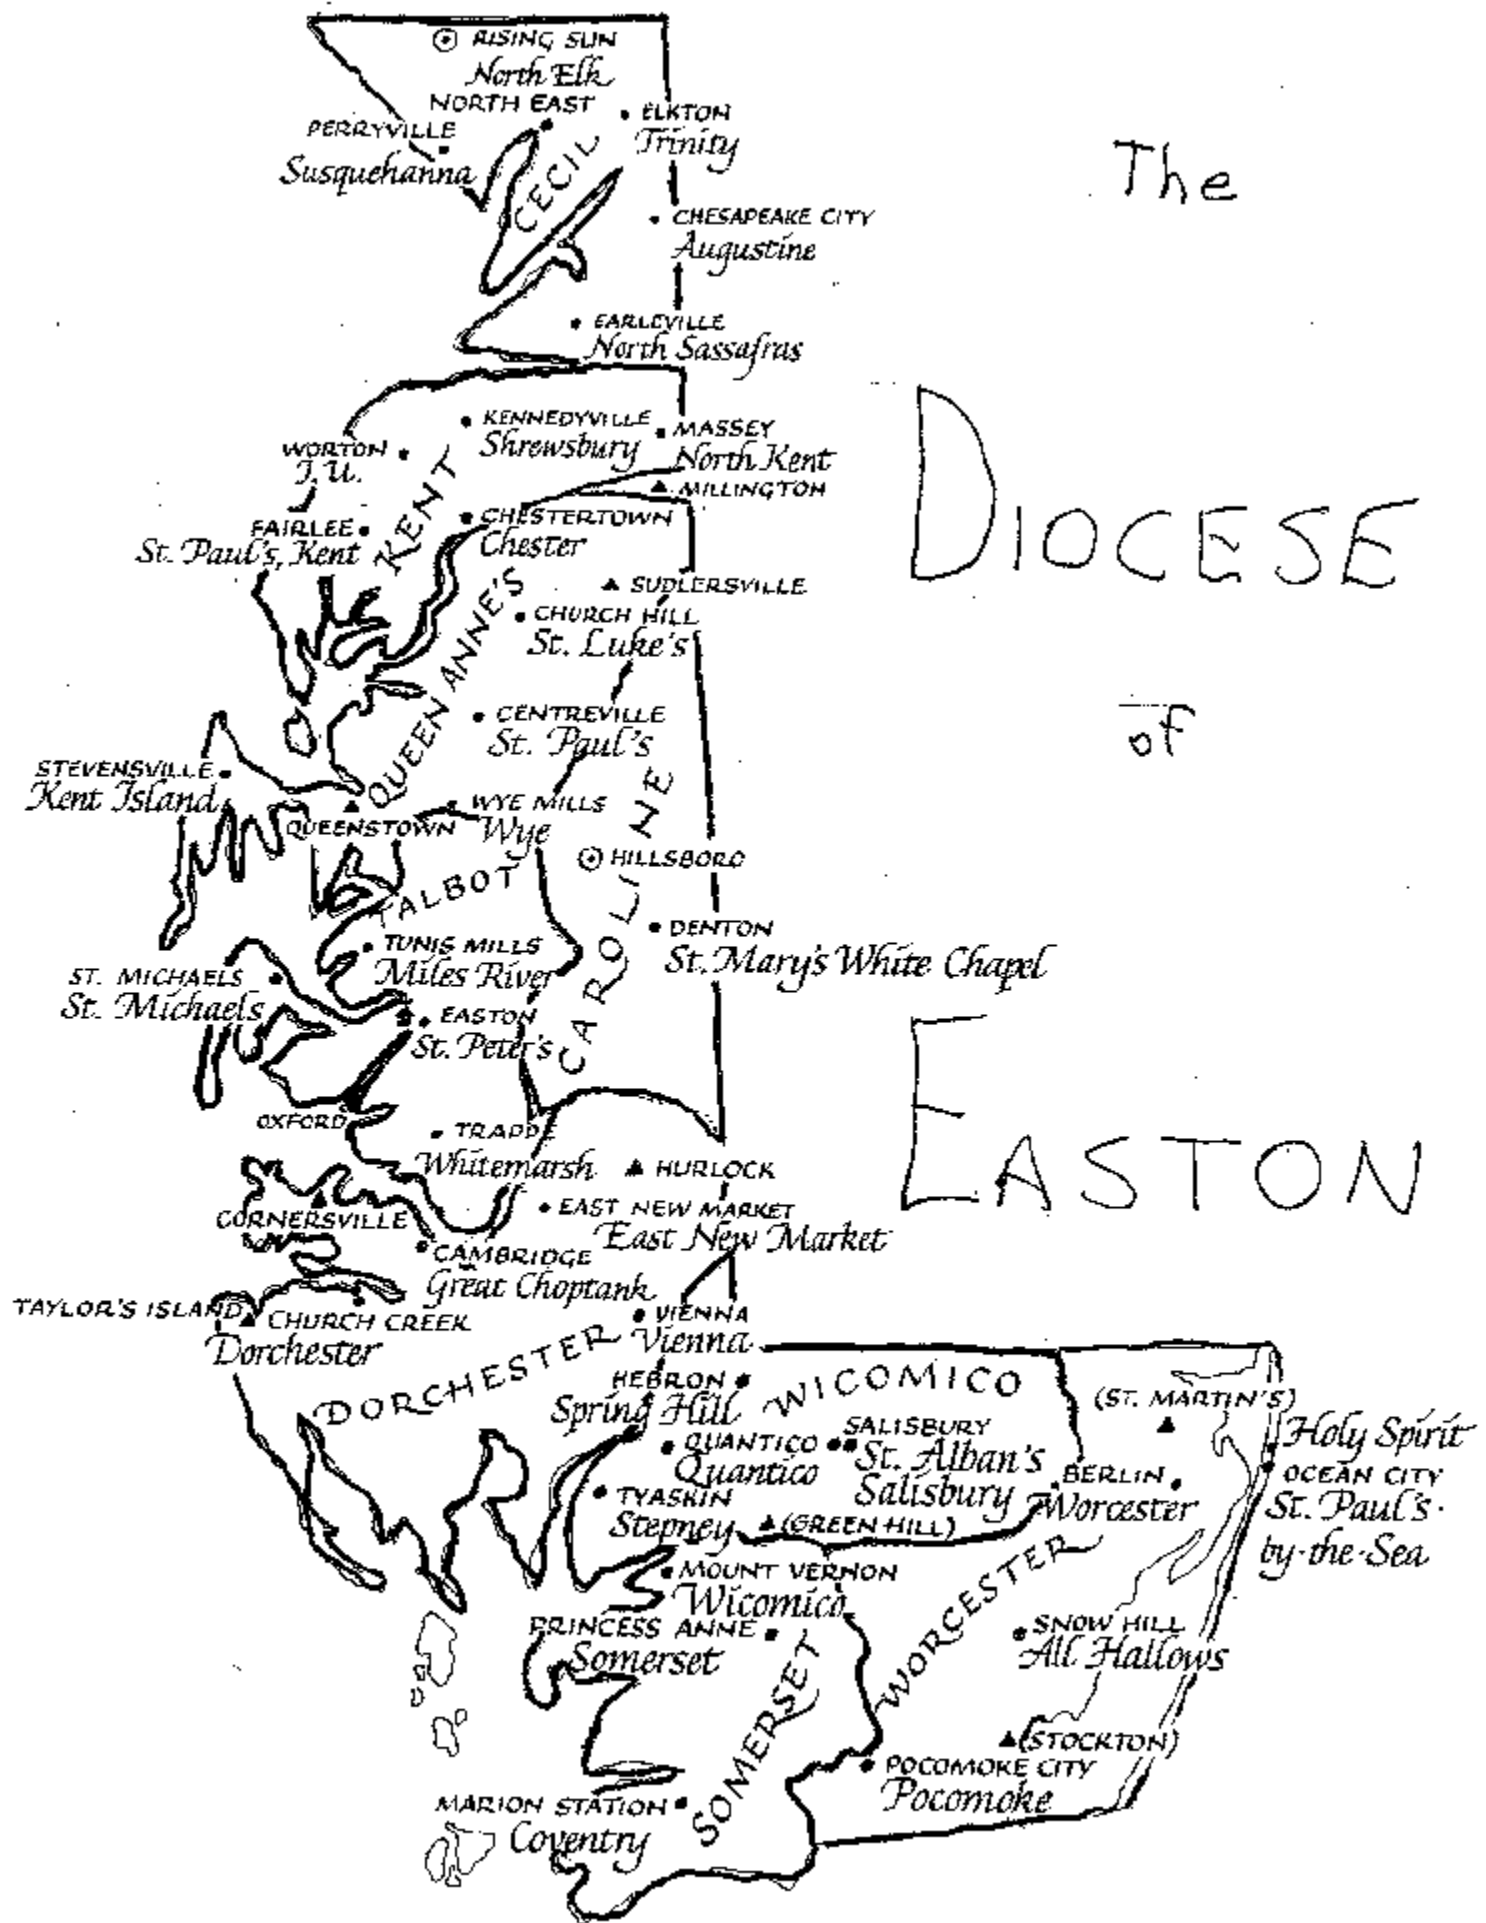 The
DIOCESE
of
EASTON
RISING SUN
North Elk
NORTH EAST
ELKTON
Trinity
PERRYVILLE
Susquehanna
CECIL
CHESAPEAKE CITY
Augustine
EARLEVILLE
North Sassafras
KENNEDYVILLE
Shrewsbury
MASSEY
North Kent
WORTON
I.U.
MILLINGTON
KENT
FAIRLEE
St. Paul's, Kent
CHESTERTOWN
Chester
SUDLERSVILLE
CHURCH HILL
St. Luke's
QUEEN ANNE'S
CENTREVILLE
St. Paul's
STEVENSVILLE
Kent Island
QUEENSTOWN
WYE MILLS
Wye
CAROLINE
HILLSBORO
TALBOT
DENTON
St. Mary's White Chapel
TUNIS MILLS
Miles River
ST. MICHAELS
St. Michaels
EASTON
St. Peter's
OXFORD
TRAPPE
Whitemarsh
HURLOCK
CORNERSVILLE
EAST NEW MARKET
East New Market
CAMBRIDGE
Great Choptank
TAYLOR'S ISLAND
CHURCH CREEK
Dorchester
VIENNA
Vienna
DORCHESTER
HEBRON
Spring Hill
WICOMICO
(ST. MARTIN'S)
QUANTICO
Quantico
SALISBURY
St. Alban's
Salisbury
Holy Spirit
OCEAN CITY
St. Paul's-
by-the-Sea
BERLIN
Worcester
TYASKIN
Stepney
(GREEN HILL)
MOUNT VERNON
Wicomico
WORCESTER
PRINCESS ANNE
Somerset
SNOW HILL
All Hallows
SOMERSET
(STOCKTON)
POCOMOKE CITY
Pocomoke
MARION STATION
Coventry